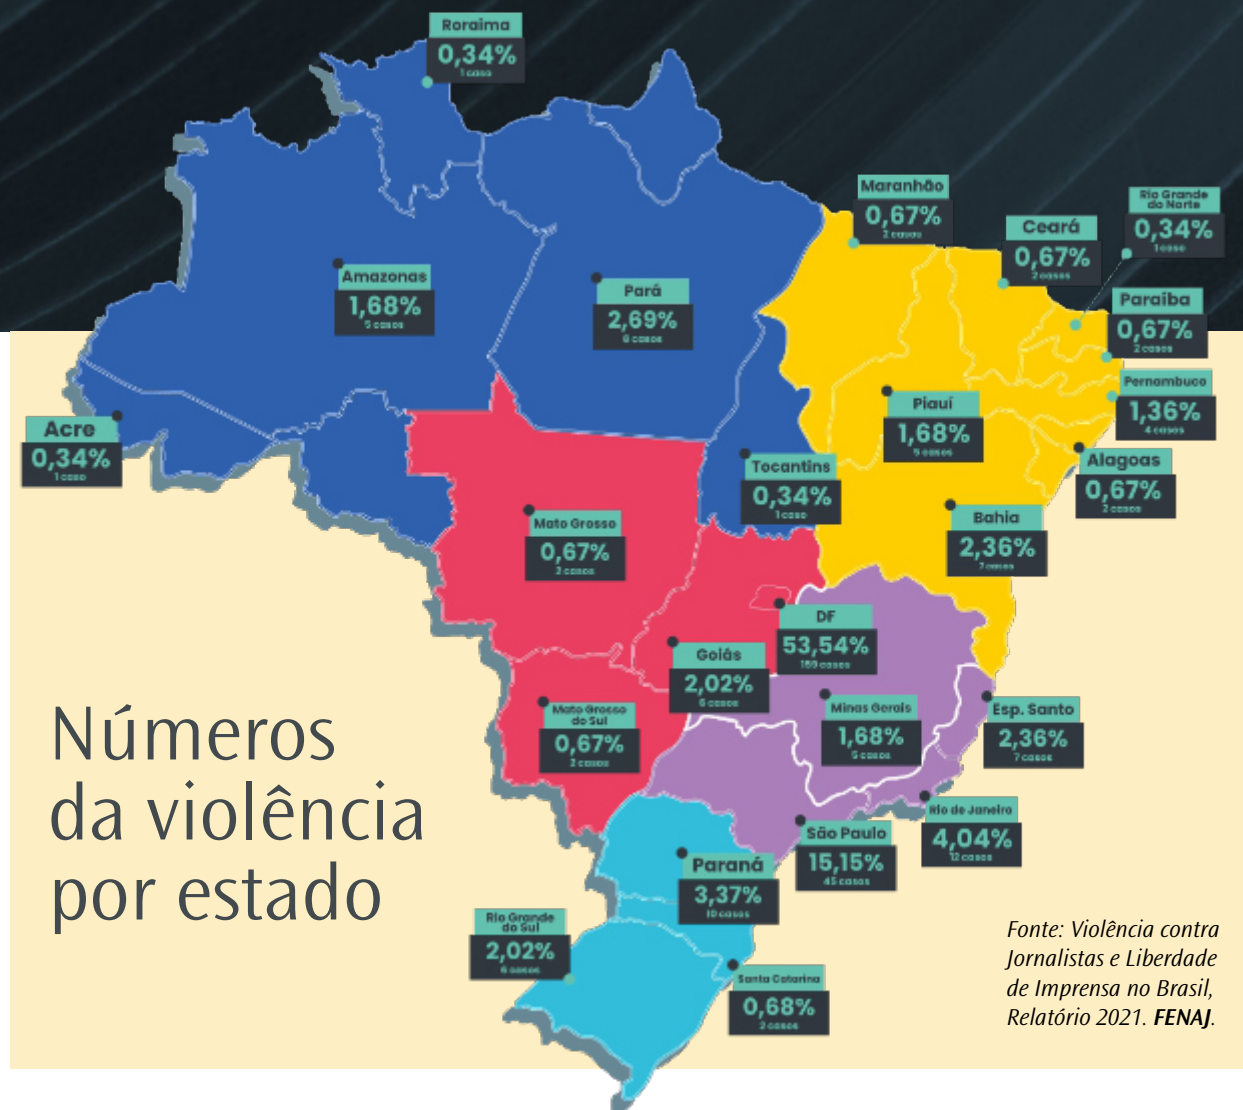 Roraima
0,34%
1 caso
Maranhão
0,67%
2 casos
Rio Grande
do Norte
0,34%
1 caso
Ceará
0,67%
2 casos
Amazonas
1,68%
5 casos
Pará
2,69%
8 casos
Paraíba
0,67%
2 casos
Pernambuco
1,36%
4 casos
Piauí
1,68%
5 casos
Acre
0,34%
1 caso
Tocantins
0,34%
1 caso
Alagoas
0,67%
2 casos
Mato Grosso
0,67%
2 casos
Bahia
2,36%
7 casos
DF
53,54%
159 casos
Goiás
2,02%
6 casos
Mato Grosso
do Sul
0,67%
2 casos
Minas Gerais
1,68%
5 casos
Esp. Santo
2,36%
7 casos
Números
da violência
por estado
Rio de Janeiro
4,04%
12 casos
São Paulo
15,15%
45 casos
Paraná
3,37%
10 casos
Rio Grande
do Sul
2,02%
6 casos
Santa Catarina
0,68%
2 casos
Fonte: Violência contra
Jornalistas e Liberdade
de Imprensa no Brasil,
Relatório 2021. FENAJ.